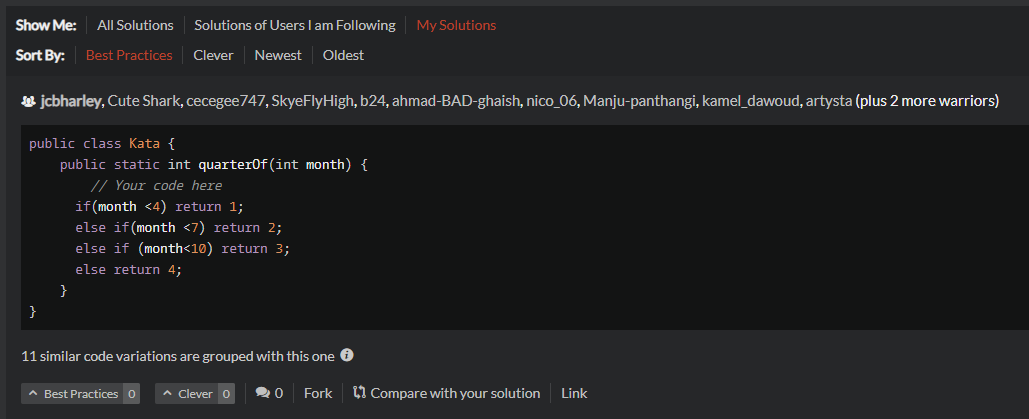 Show Me: All Solutions Solutions of Users I am Following My Solutions
Sort By: Best Practices Clever Newest Oldest
jcbharley, Cute Shark, cecegee747, SkyeFlyHigh, b24, ahmad-BAD-ghaish, nico_06, Manju-panthangi, kamel_dawoud, artysta (plus 2 more warriors)
public class Kata {
    public static int quarterOf(int month) {
        // Your code here
      if(month <4) return 1;
      else if(month <7) return 2;
      else if (month<10) return 3;
      else return 4;
    }
}
11 similar code variations are grouped with this one
Best Practices 0 Clever 0 0 Fork Compare with your solution Link